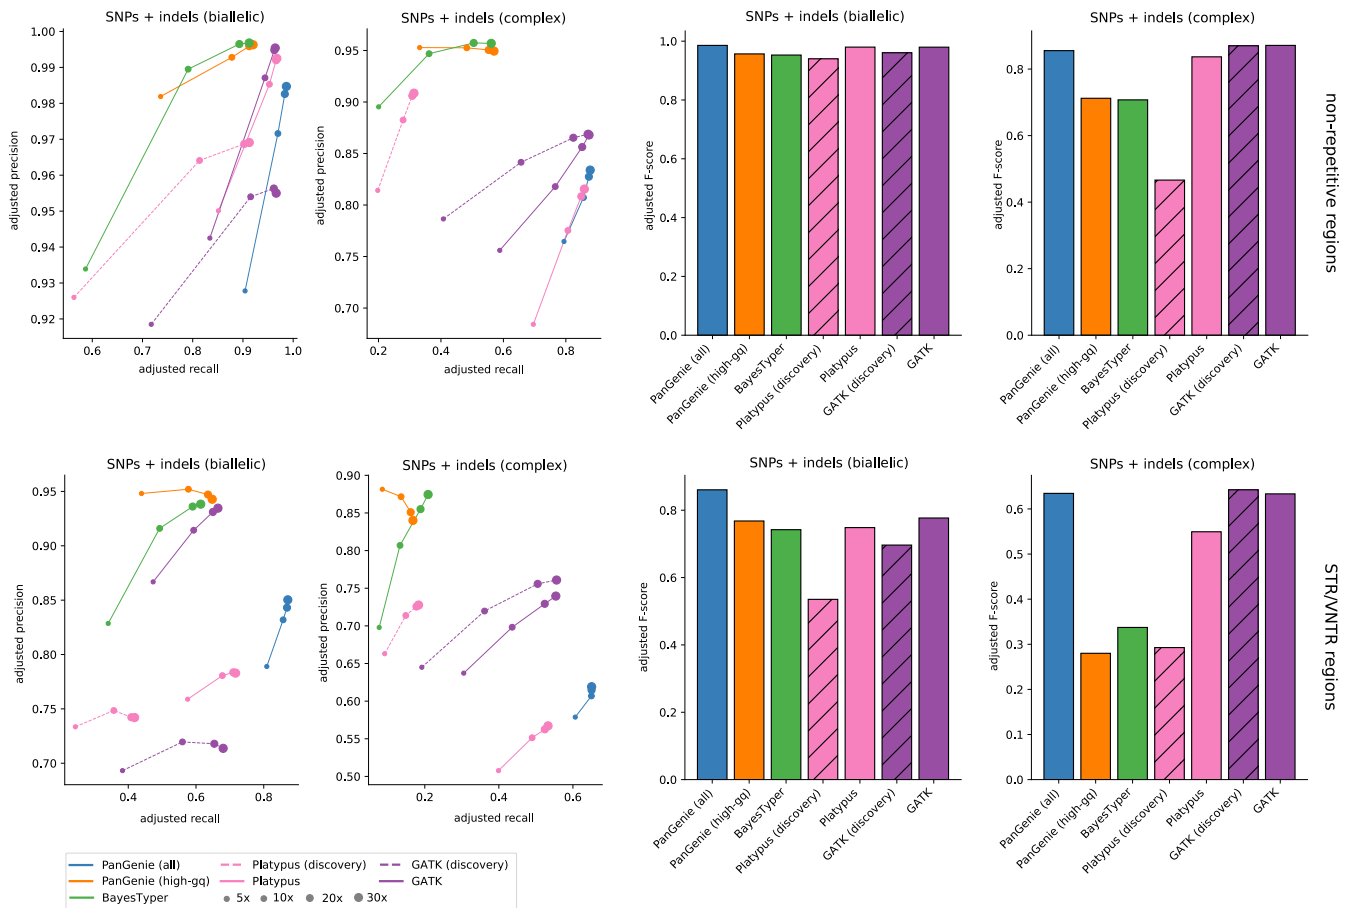 SNPs + indels (biallelic)
1.00
0.99
0.98
0.97
0.96
0.95
0.94
0.93
0.92
adjusted precision
0.6 0.7 0.8 0.9 1.0
adjusted recall
SNPs + indels (complex)
0.95
0.90
0.85
0.80
0.75
0.70
adjusted precision
0.2 0.4 0.6 0.8
adjusted recall
SNPs + indels (biallelic)
1.0
0.8
0.6
0.4
0.2
0.0
adjusted F-score
PanGenie (all)
PanGenie (high-gq)
BayesTyper
Platypus (discovery)
Platypus
GATK (discovery)
GATK
SNPs + indels (complex)
0.8
0.6
0.4
0.2
0.0
adjusted F-score
PanGenie (all)
PanGenie (high-gq)
BayesTyper
Platypus (discovery)
Platypus
GATK (discovery)
GATK
non-repetitive regions
SNPs + indels (biallelic)
0.95
0.90
0.85
0.80
0.75
0.70
adjusted precision
0.4 0.6 0.8
adjusted recall
SNPs + indels (complex)
0.90
0.85
0.80
0.75
0.70
0.65
0.60
0.55
0.50
adjusted precision
0.2 0.4 0.6
adjusted recall
SNPs + indels (biallelic)
0.8
0.6
0.4
0.2
0.0
adjusted F-score
PanGenie (all)
PanGenie (high-gq)
BayesTyper
Platypus (discovery)
Platypus
GATK (discovery)
GATK
SNPs + indels (complex)
0.6
0.5
0.4
0.3
0.2
0.1
0.0
adjusted F-score
PanGenie (all)
PanGenie (high-gq)
BayesTyper
Platypus (discovery)
Platypus
GATK (discovery)
GATK
STR/VNTR regions
PanGenie (all) Platypus (discovery) GATK (discovery)
PanGenie (high-gq) Platypus GATK
BayesTyper 5x 10x 20x 30x